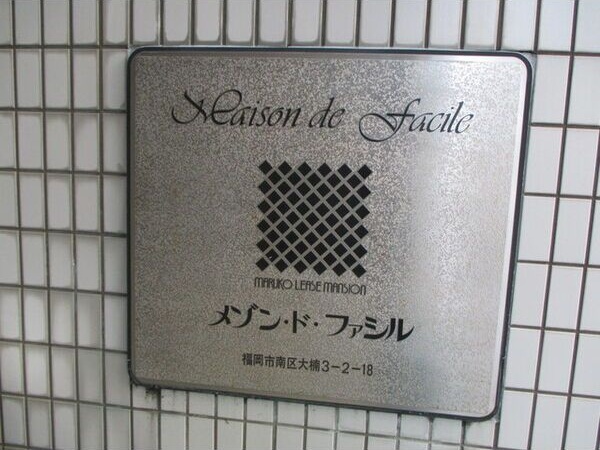 Maison de Facile
MARUKO LEASE MANSION
メゾン・ド・ファシル
福岡市南区大楠3-2-18